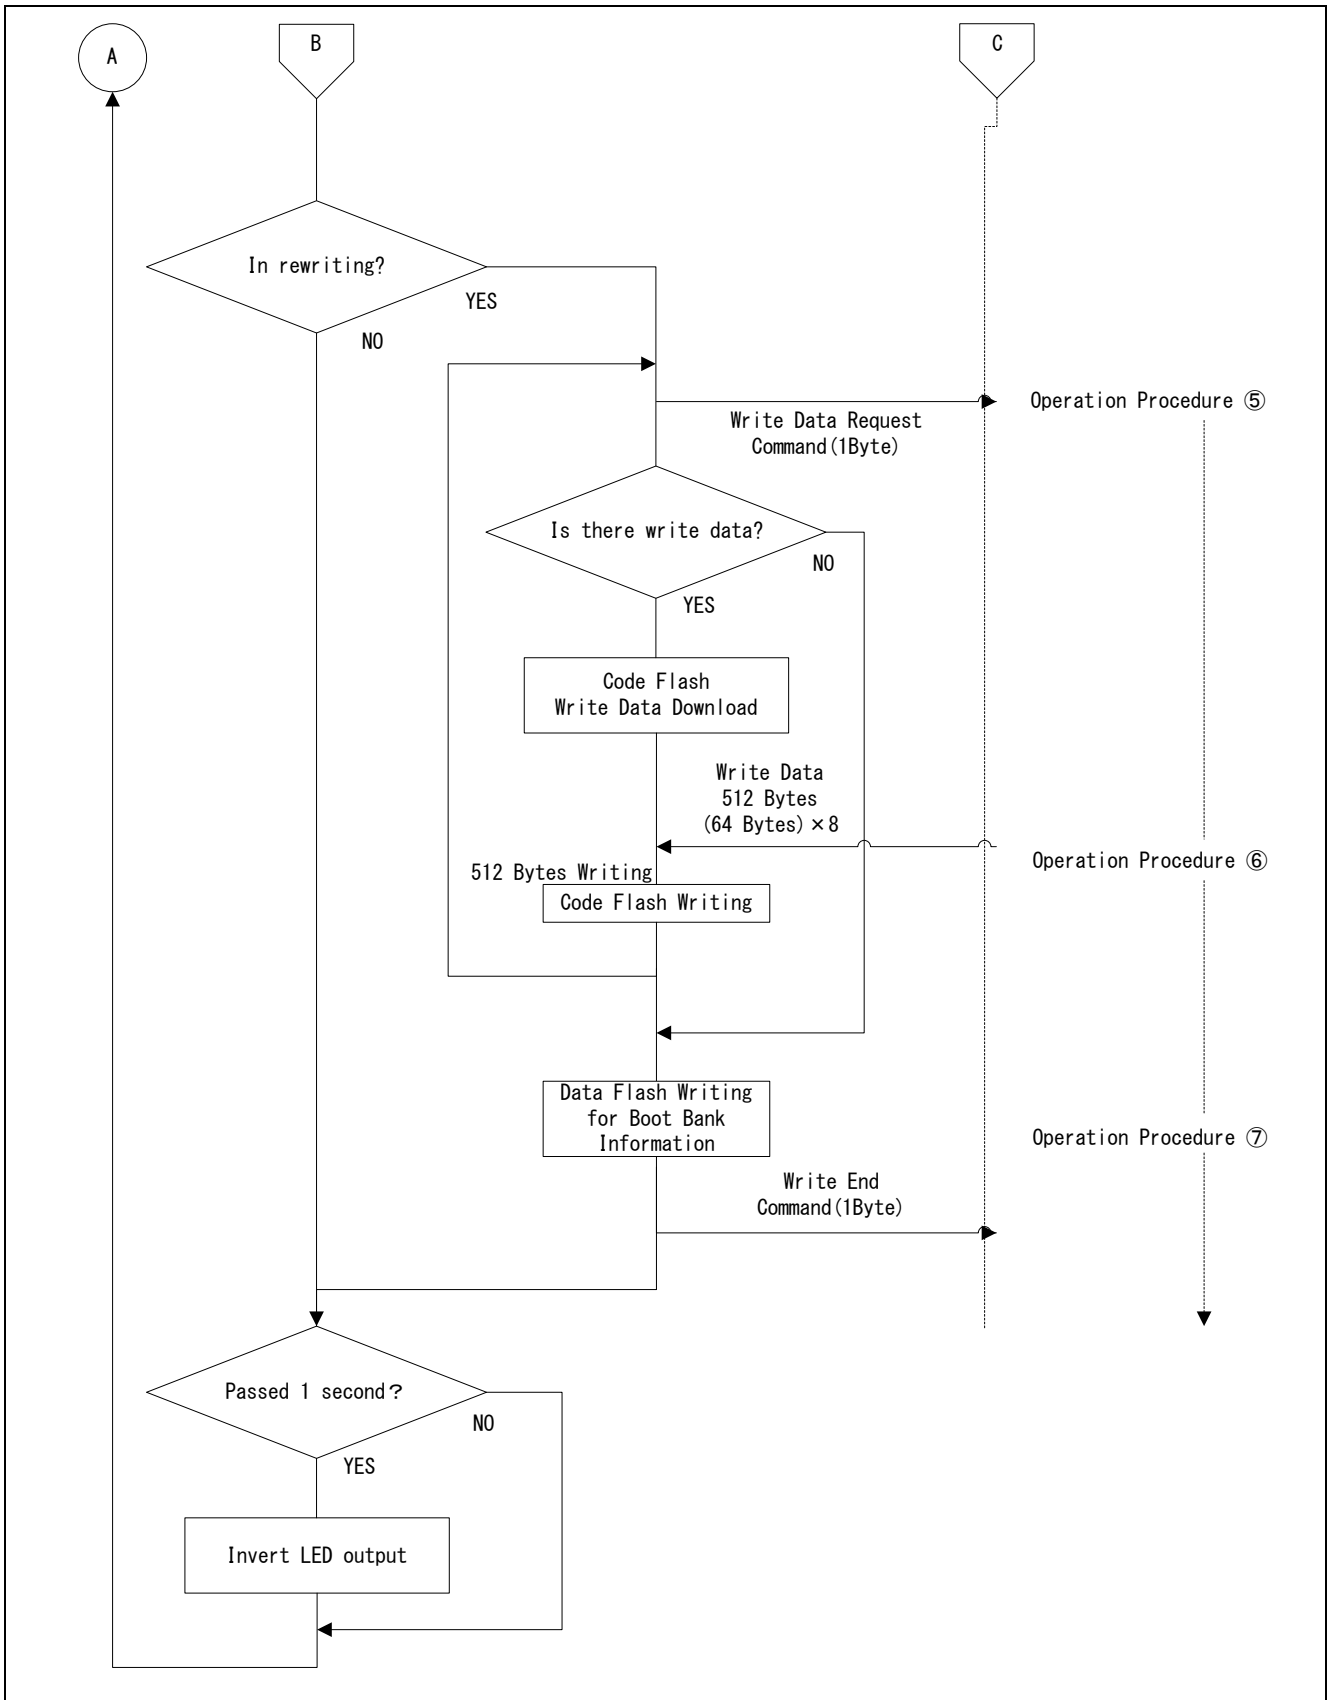 A
B
C
In rewriting?
YES
NO
Operation Procedure ⑤
Write Data Request
Command(1Byte)
Is there write data?
NO
YES
Code Flash
Write Data Download
Write Data
512 Bytes
(64 Bytes)×8
Operation Procedure ⑥
512 Bytes Writing
Code Flash Writing
Data Flash Writing
for Boot Bank
Information
Operation Procedure ⑦
Write End
Command(1Byte)
Passed 1 second?
NO
YES
Invert LED output